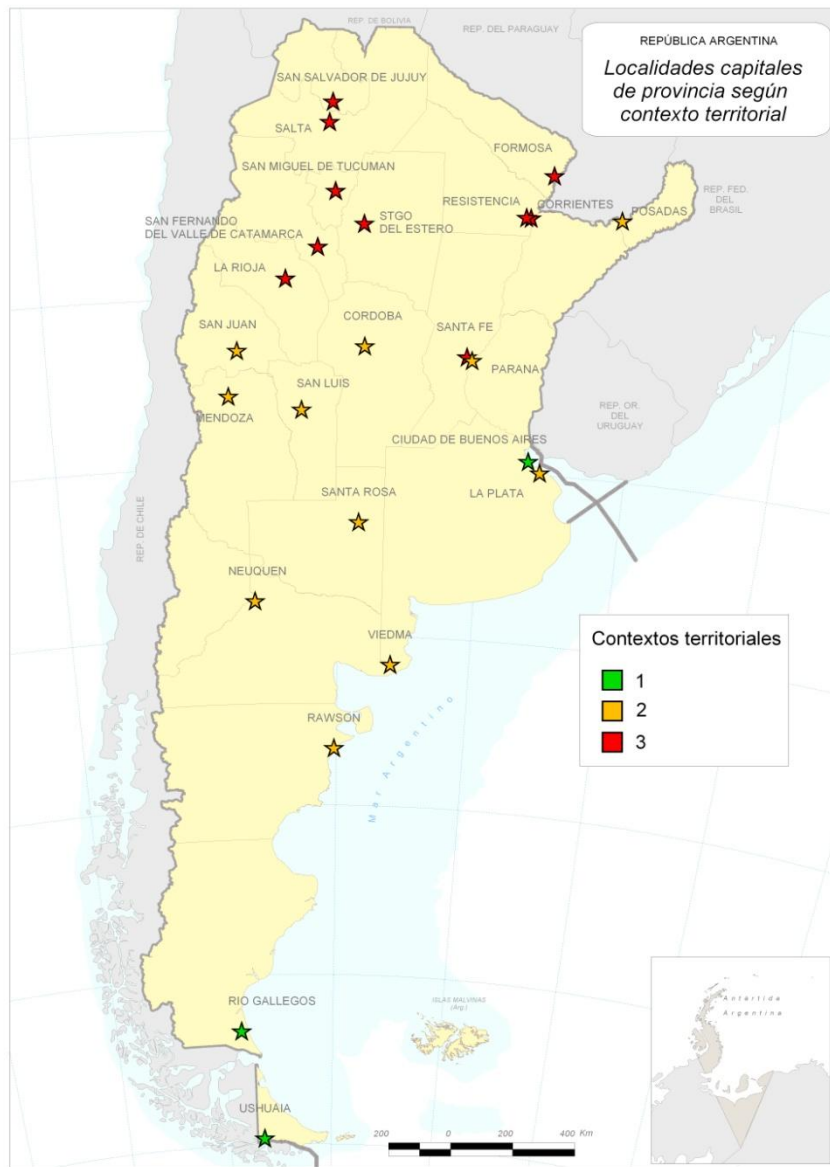 REP. DE BOLIVIA
REP. DEL PARAGUAY
REPÚBLICA ARGENTINA
Localidades capitales
de provincia según
contexto territorial
SAN SALVADOR DE JUJUY
SALTA
FORMOSA
SAN MIGUEL DE TUCUMAN
RESISTENCIA
CORRIENTES
POSADAS
REP. FED.
DEL
BRASIL
STGO
DEL ESTERO
SAN FERNANDO
DEL VALLE DE CATAMARCA
LA RIOJA
SAN JUAN
CORDOBA
SANTA FE
PARANA
SAN LUIS
MENDOZA
REP. OR.
DEL
URUGUAY
CIUDAD DE BUENOS AIRES
LA PLATA
SANTA ROSA
REP. DE CHILE
NEUQUEN
VIEDMA
RAWSON
Mar Argentino
Contextos territoriales
1
2
3
RIO GALLEGOS
ISLAS MALVINAS
(Arg.)
USHUAIA
Antártida
Argentina
200 0 200 400 Km